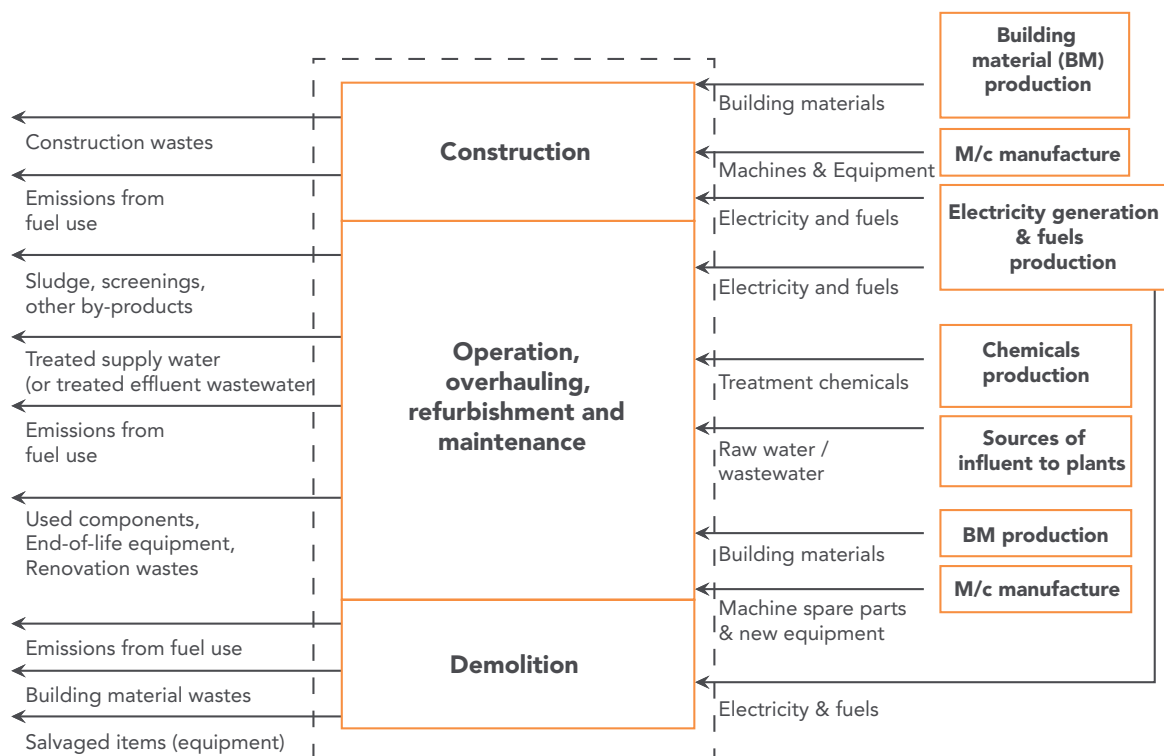 Building
material (BM)
production
Building materials
Construction wastes
Construction
M/c manufacture
Machines & Equipment
Emissions from
fuel use
Electricity and fuels
Electricity generation
& fuels
production
Sludge, screenings,
other by-products
Electricity and fuels
Treated supply water
(or treated effluent wastewater
Operation,
overhauling,
refurbishment and
maintenance
Treatment chemicals
Chemicals
production
Emissions from
fuel use
Raw water /
wastewater
Sources of
influent to plants
Used components,
End-of-life equipment,
Renovation wastes
Building materials
BM production
M/c manufacture
Machine spare parts
& new equipment
Emissions from fuel use
Demolition
Building material wastes
Electricity & fuels
Salvaged items (equipment)